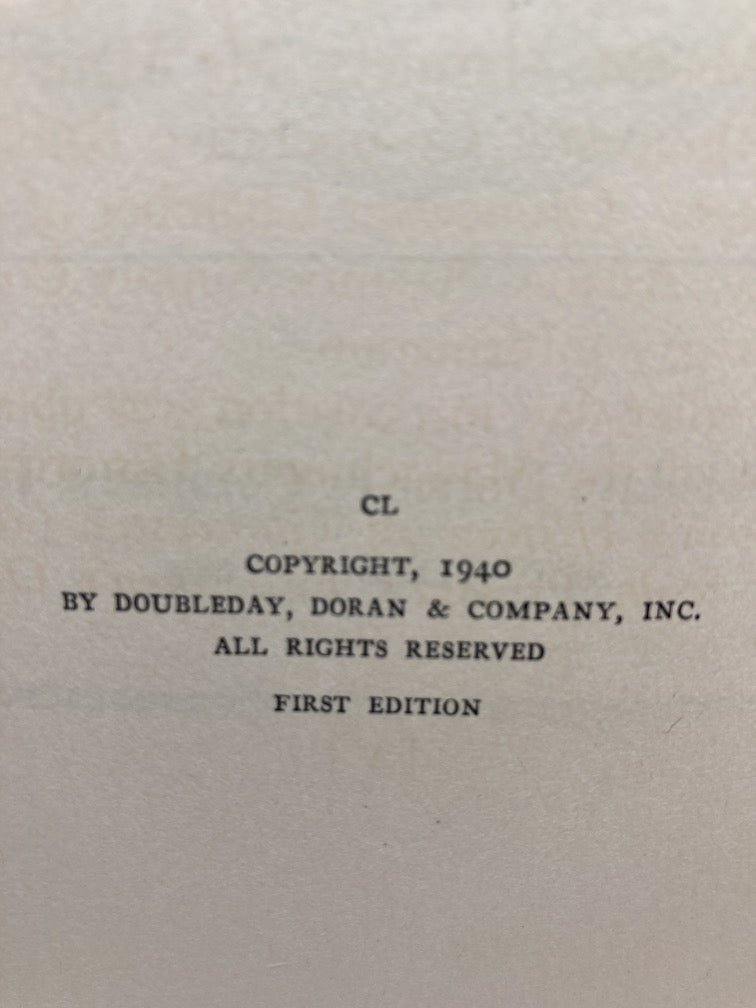 CL
COPYRIGHT, 1940
BY DOUBLEDAY, DORAN & COMPANY, INC.
ALL RIGHTS RESERVED
FIRST EDITION